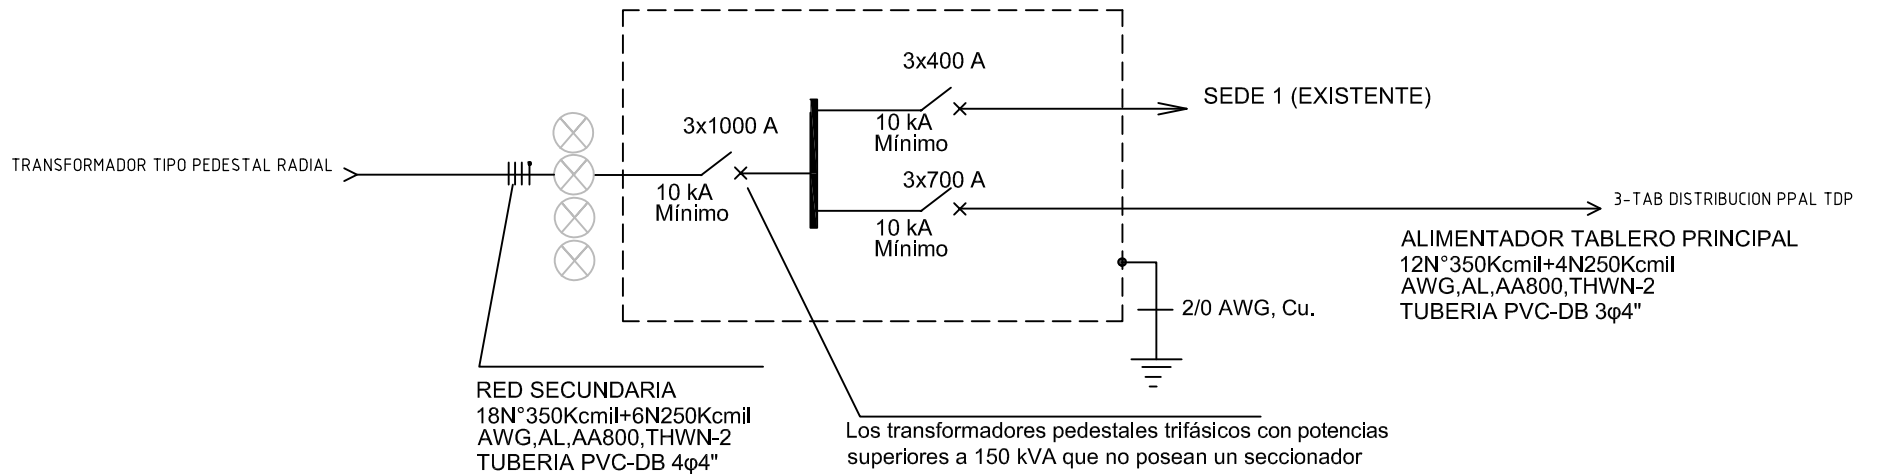 3x400 A
SEDE 1 (EXISTENTE)
10 kA
Mínimo
3x1000 A
TRANSFORMADOR TIPO PEDESTAL RADIAL
10 kA
Mínimo
3x700 A
10 kA
Mínimo
3-TAB DISTRIBUCION PPAL TDP
ALIMENTADOR TABLERO PRINCIPAL
12N°350Kcmil+4N250Kcmil
AWG,AL,AA800,THWN-2
TUBERIA PVC-DB 3φ4"
2/0 AWG, Cu.
RED SECUNDARIA
18N°350Kcmil+6N250Kcmil
AWG,AL,AA800,THWN-2
TUBERIA PVC-DB 4φ4"
Los transformadores pedestales trifásicos con potencias
superiores a 150 kVA que no posean un seccionador